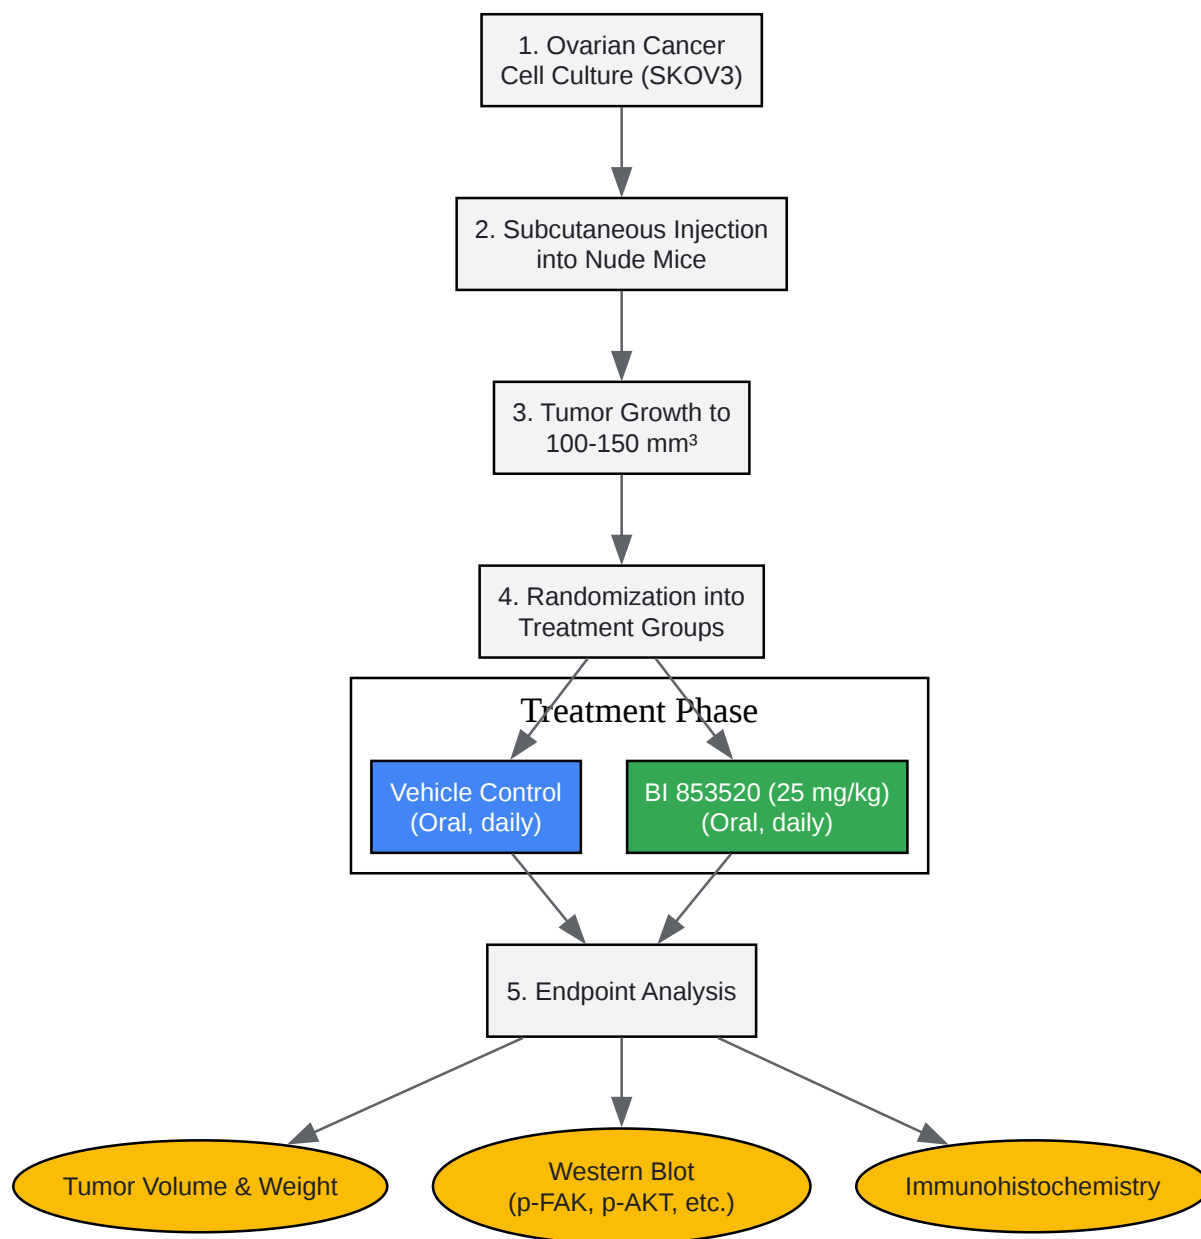 1. Ovarian Cancer
Cell Culture (SKOV3)
2. Subcutaneous Injection
into Nude Mice
3. Tumor Growth to
100-150 mm³
4. Randomization into
Treatment Groups
Treatment Phase
Vehicle Control
(Oral, daily)
BI 853520 (25 mg/kg)
(Oral, daily)
5. Endpoint Analysis
Tumor Volume & Weight
Western Blot
(p-FAK, p-AKT, etc.)
Immunohistochemistry